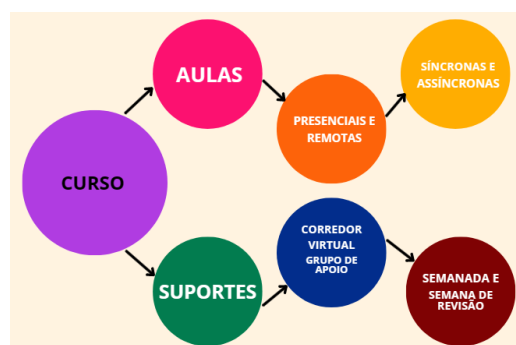 CURSO
AULAS
PRESENCIAIS E
REMOTAS
SÍNCRONAS E
ASSÍNCRONAS
SUPORTES
CORREDOR
VIRTUAL
GRUPO DE
APOIO
SEMANADA E
SEMANA DE
REVISÃO